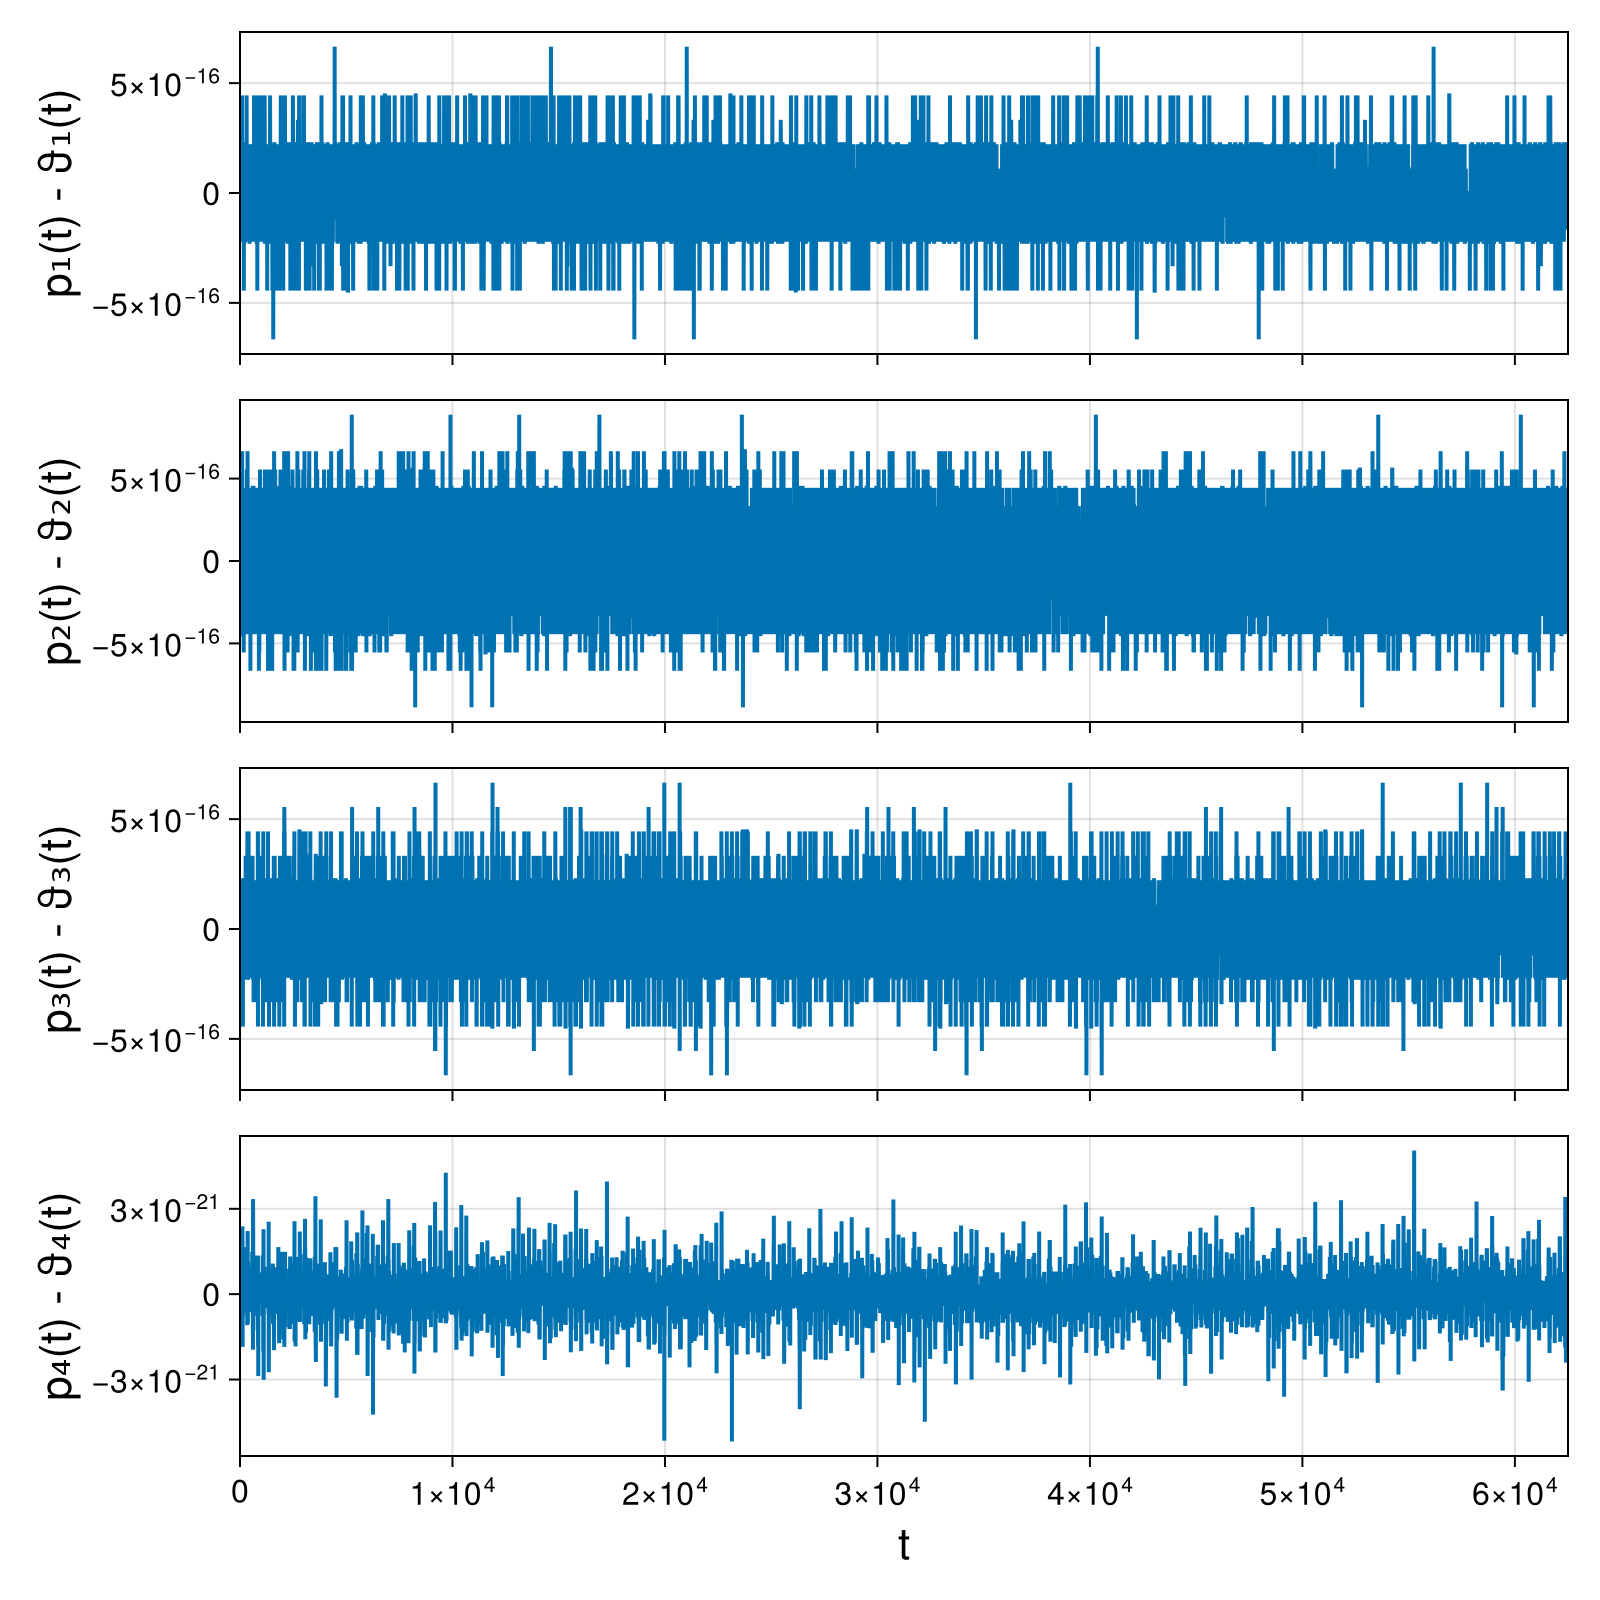 p₁(t) - ϑ₁(t)
5×10⁻¹⁶
0
−5×10⁻¹⁶
p₂(t) - ϑ₂(t)
5×10⁻¹⁶
0
−5×10⁻¹⁶
p₃(t) - ϑ₃(t)
5×10⁻¹⁶
0
−5×10⁻¹⁶
p₄(t) - ϑ₄(t)
3×10⁻²¹
0
−3×10⁻²¹
0 1×10⁴ 2×10⁴ 3×10⁴ 4×10⁴ 5×10⁴ 6×10⁴
t